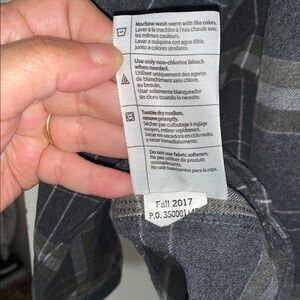 Machine wash warm with like colors.
Laver à la machine à l'eau chaude avec
les mêmes couleurs.
Lavar a máquina con agua tibia,
junto a colores similares.
Use only non-chlorine bleach
when needed.
Utiliser uniquement des agents
de blanchiment sans chlore,
au besoin.
Usar solamente blanqueador
sin cloro cuando lo necesite.
Tumble dry medium,
remove promptly.
Sécher par culbutage à réglage
moyen, retirer rapidement.
Secar a ciclo medio en secadora
y sacar inmediatamente.
Do not use fabric softeners.
Ne pas utiliser de produits
assouplissants.
No use suavizante para la ropa.
Fall 2017
P.O. 350001